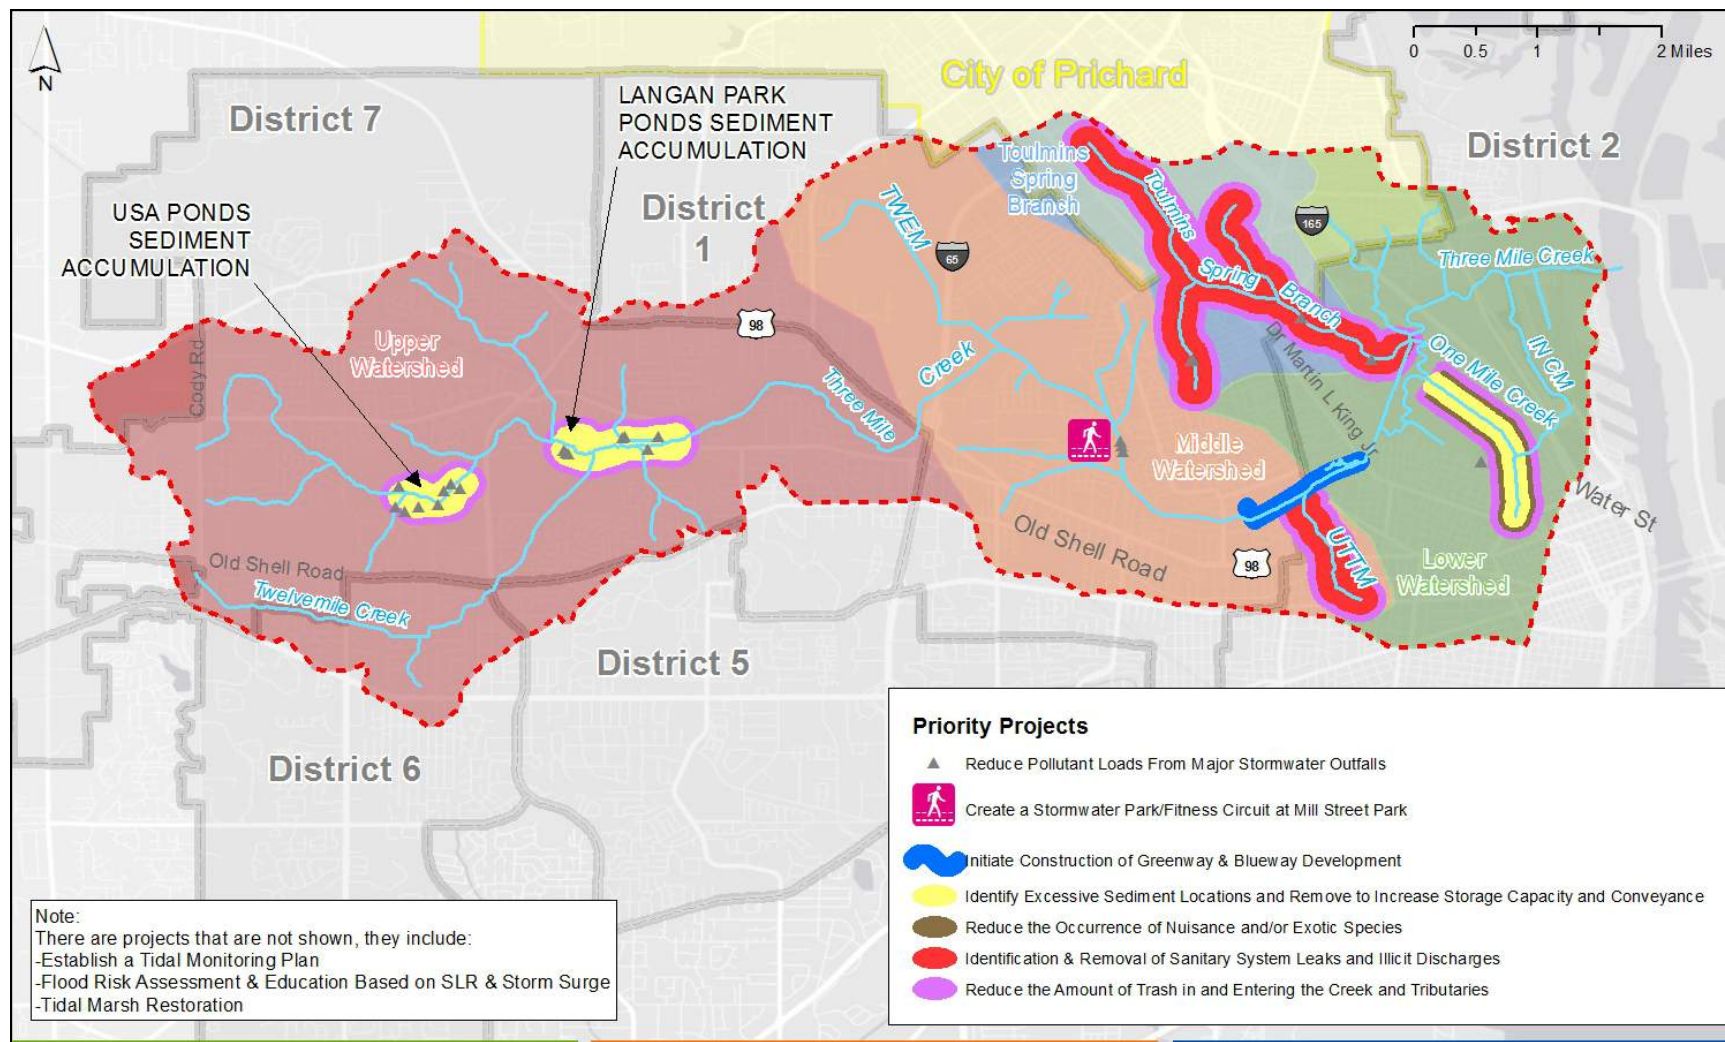 0 0.5 1 2 Miles
N
City of Prichard
District 7
LANGAN PARK
PONDS SEDIMENT
ACCUMULATION
District 2
Toulmins
Spring
Branch
Toulmins
USA PONDS
SEDIMENT
ACCUMULATION
District
1
TWEM
165
65
Three Mile Creek
Spring
Branch
98
Upper
Watershed
Cody Rd
Dr Martin L King Jr
One Mile Creek
IN CM
Three Mile
Creek
Middle
Watershed
Water St
Old Shell Road
Old Shell Road
98
UTTM
Lower
Watershed
Twelvemile Creek
District 5
District 6
Priority Projects
Reduce Pollutant Loads From Major Stormwater Outfalls
Create a Stormwater Park/Fitness Circuit at Mill Street Park
Initiate Construction of Greenway & Blueway Development
Identify Excessive Sediment Locations and Remove to Increase Storage Capacity and Conveyance
Reduce the Occurrence of Nuisance and/or Exotic Species
Identification & Removal of Sanitary System Leaks and Illicit Discharges
Reduce the Amount of Trash in and Entering the Creek and Tributaries
Note:
There are projects that are not shown, they include:
-Establish a Tidal Monitoring Plan
-Flood Risk Assessment & Education Based on SLR & Storm Surge
-Tidal Marsh Restoration